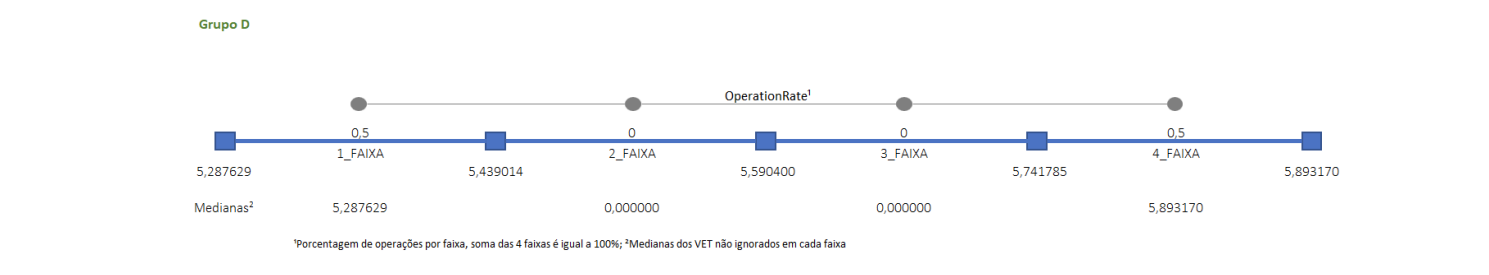 Grupo D
OperationRate¹
0,5 0 0 0,5
1_FAIXA 2_FAIXA 3_FAIXA 4_FAIXA
5,287629 5,439014 5,590400 5,741785 5,893170
Medianas² 5,287629 0,000000 0,000000 5,893170
¹Porcentagem de operações por faixa, soma das 4 faixas é igual a 100%; ²Medianas dos VET não ignorados em cada faixa